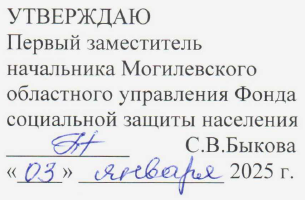 УТВЕРЖДАЮ
Первый заместитель
начальника Могилевского
областного управления Фонда
социальной защиты населения
С.В.Быкова
«03» января 2025 г.